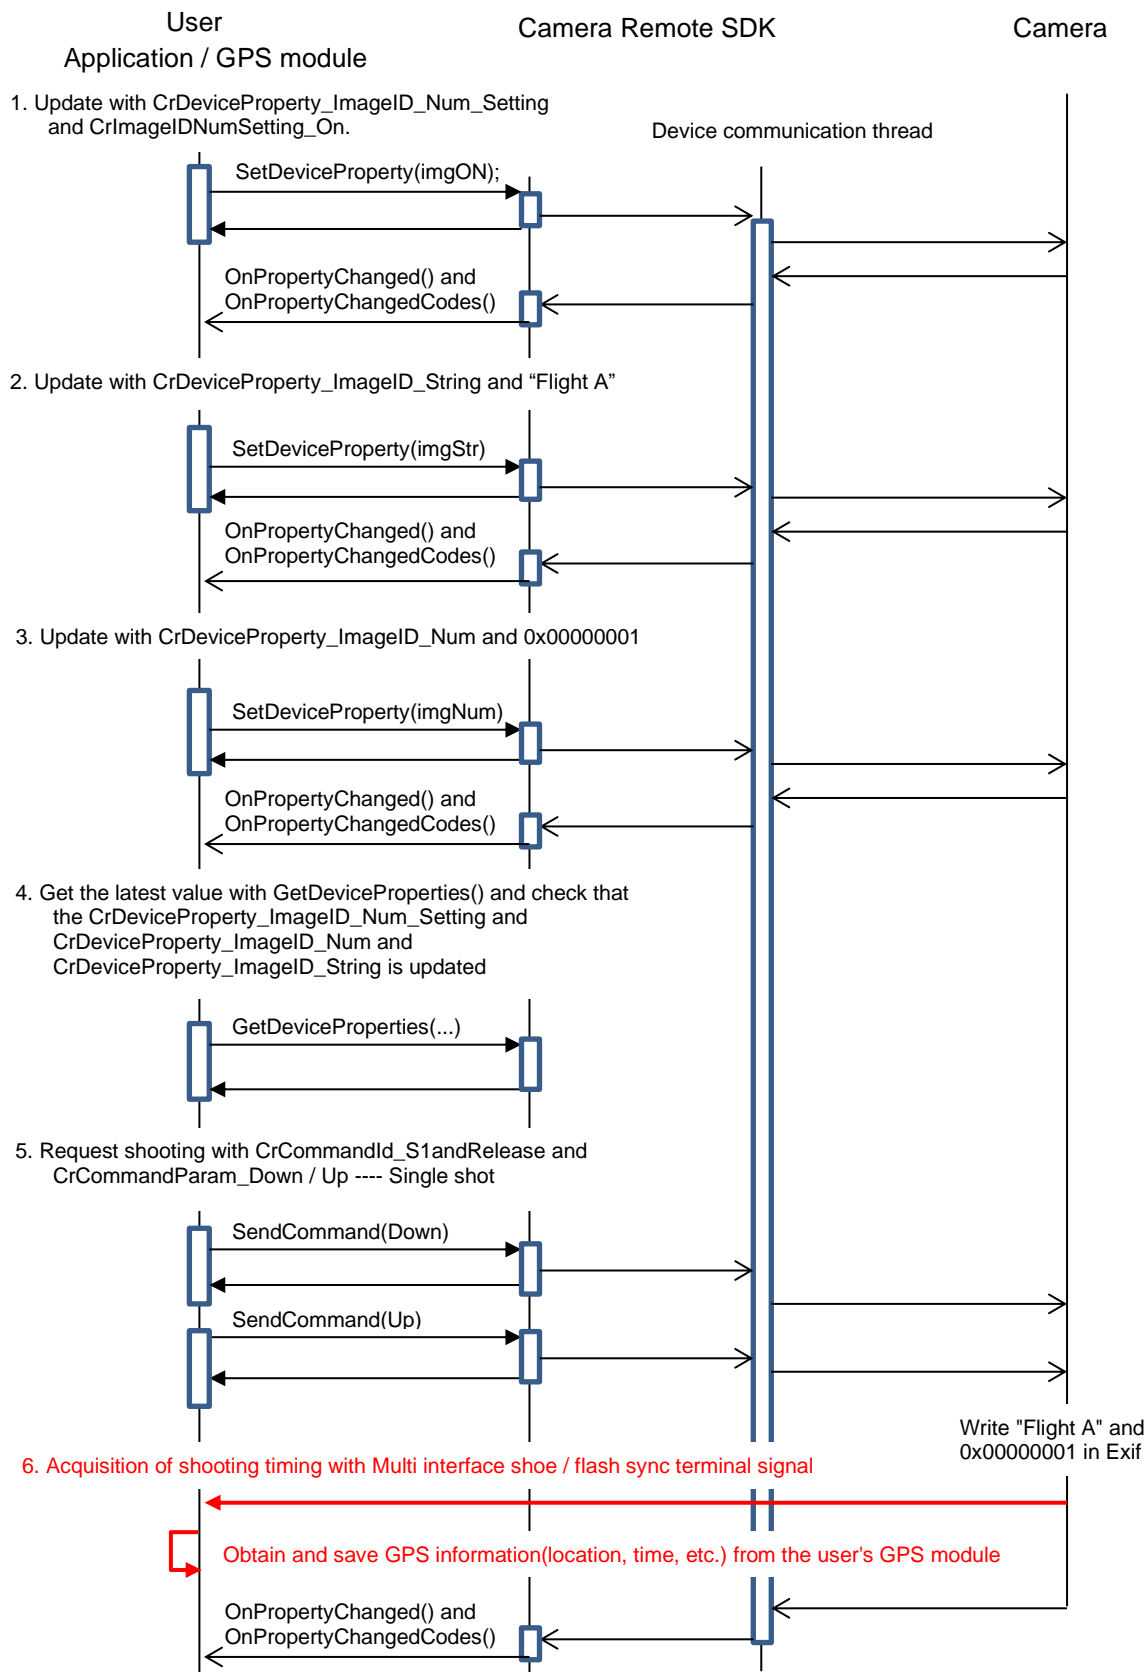 User
Application / GPS module
Camera Remote SDK
Camera
1. Update with CrDeviceProperty_ImageID_Num_Setting
and CrImageIDNumSetting_On.
Device communication thread
SetDeviceProperty(imgON);
OnPropertyChanged() and
OnPropertyChangedCodes()
2. Update with CrDeviceProperty_ImageID_String and “Flight A”
SetDeviceProperty(imgStr)
OnPropertyChanged() and
OnPropertyChangedCodes()
3. Update with CrDeviceProperty_ImageID_Num and 0x00000001
SetDeviceProperty(imgNum)
OnPropertyChanged() and
OnPropertyChangedCodes()
4. Get the latest value with GetDeviceProperties() and check that
the CrDeviceProperty_ImageID_Num_Setting and
CrDeviceProperty_ImageID_Num and
CrDeviceProperty_ImageID_String is updated
GetDeviceProperties(...)
5. Request shooting with CrCommandId_S1andRelease and
CrCommandParam_Down / Up ---- Single shot
SendCommand(Down)
SendCommand(Up)
Write "Flight A" and
0x00000001 in Exif
6. Acquisition of shooting timing with Multi interface shoe / flash sync terminal signal
Obtain and save GPS information(location, time, etc.) from the user's GPS module
OnPropertyChanged() and
OnPropertyChangedCodes()